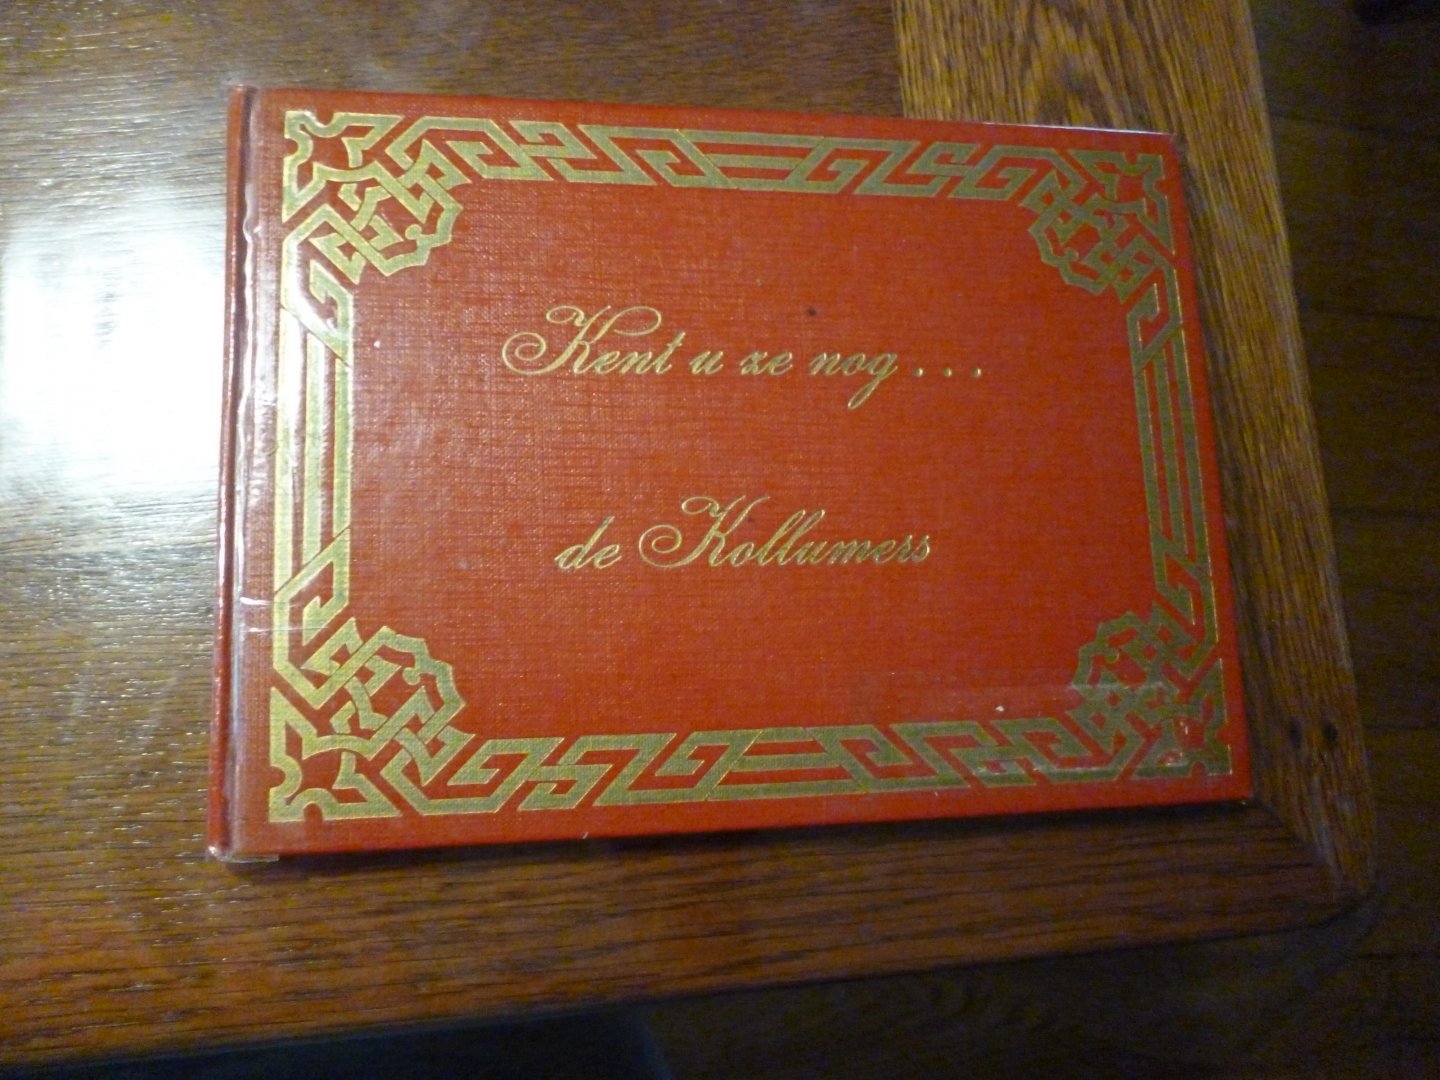 Kent u ze nog...
de Kollumers